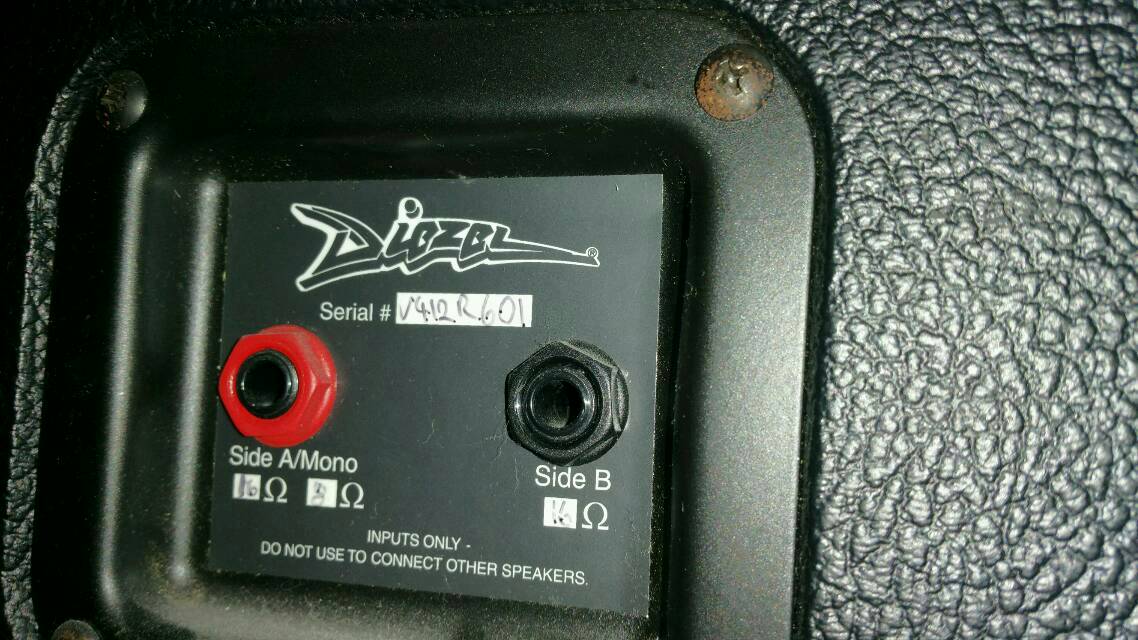 Diezel ®
Serial # V412R601
Side A/Mono
16 Ω 8 Ω
Side B
16 Ω
INPUTS ONLY -
DO NOT USE TO CONNECT OTHER SPEAKERS.